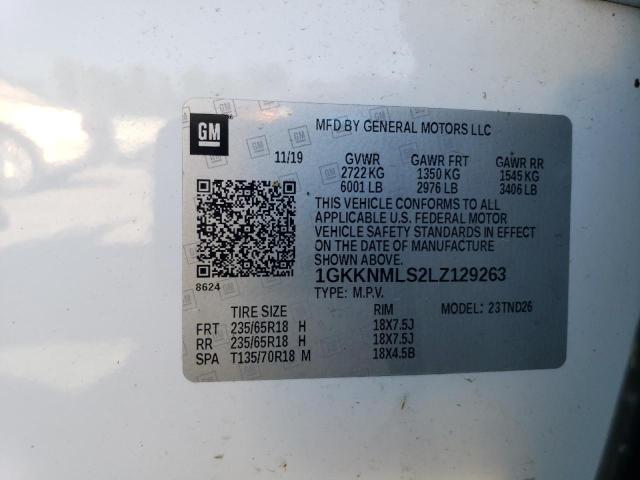 GM
MFD BY GENERAL MOTORS LLC
11/19 GVWR GAWR FRT GAWR RR
2722 KG 1350 KG 1545 KG
6001 LB 2976 LB 3406 LB
THIS VEHICLE CONFORMS TO ALL
APPLICABLE U.S. FEDERAL MOTOR
VEHICLE SAFETY STANDARDS IN EFFECT
ON THE DATE OF MANUFACTURE
SHOWN ABOVE.
8624 1GKKNMLS2LZ129263
TYPE: M.P.V. MODEL: 23TND26
TIRE SIZE RIM
FRT 235/65R18 H 18X7.5J
RR 235/65R18 H 18X7.5J
SPA T135/70R18 M 18X4.5B